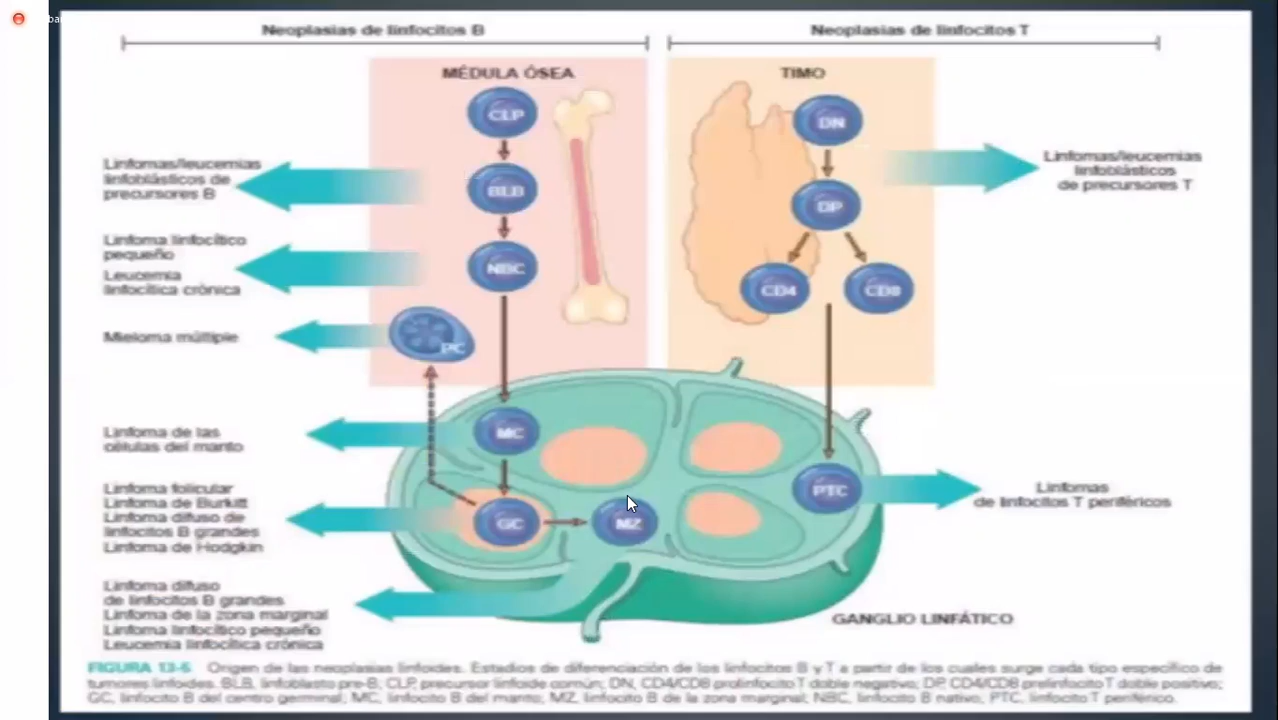 Neoplasias de linfocitos B
Neoplasias de linfocitos T
MÉDULA ÓSEA
TIMO
CLP
DN
Linfomas/leucemias
linfoblásticos de
precursores B
BLB
Linfomas/leucemias
linfoblásticos
de precursores T
DP
Linfoma linfocítico
pequeño
Leucemia
linfocítica crónica
NBC
CD4
CD8
Mieloma múltiple
PC
Linfoma de las
células del manto
MC
Linfoma folicular
Linfoma de Burkitt
Linfoma difuso de
linfocitos B grandes
Linfoma de Hodgkin
GC
MZ
PTC
Linfomas
de linfocitos T periféricos
Linfoma difuso
de linfocitos B grandes
Linfoma de la zona marginal
Linfoma linfocítico pequeño
Leucemia linfocítica crónica
GANGLIO LINFÁTICO
FIGURA 13-5 Origen de las neoplasias linfoides. Estadios de diferenciación de los linfocitos B y T a partir de los cuales surge cada tipo específico de
tumores linfoides. BLB, linfoblasto pre-B; CLP, precursor linfoide común; DN, CD4/CD8 prolinfocito T doble negativo; DP, CD4/CD8 prelinfocito T doble positivo;
GC, linfocito B del centro germinal; MC, linfocito B del manto; MZ, linfocito B de la zona marginal; NBC, linfocito B nativo; PTC, linfocito T periférico.